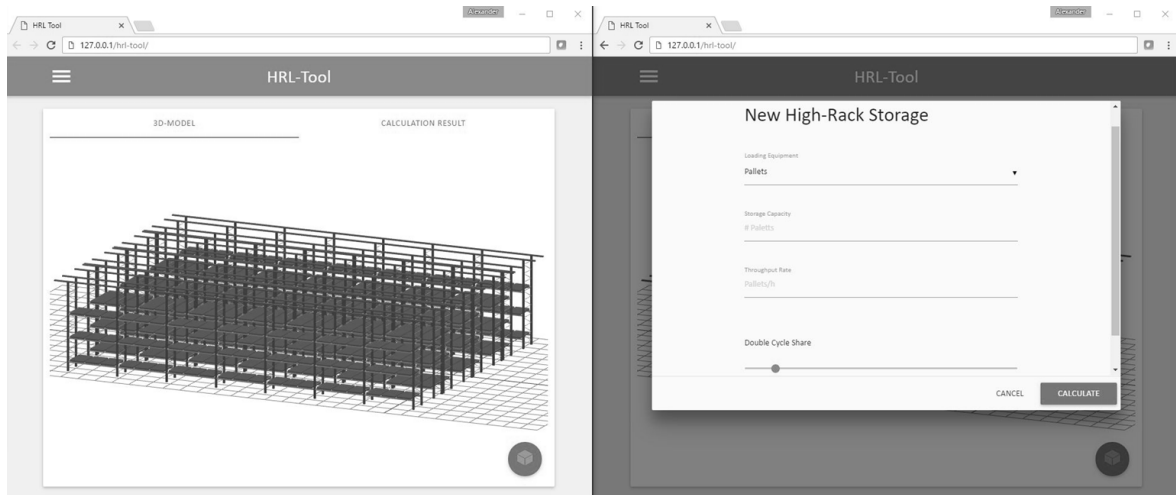 Alexander
HRL Tool
127.0.0.1/hrl-tool/
HRL-Tool
3D-MODEL
CALCULATION RESULT
Alexander
HRL Tool
127.0.0.1/hrl-tool/
HRL-Tool
New High-Rack Storage
Loading Equipment
Pallets
Storage Capacity
# Paletts
Throughput Rate
Pallets/h
Double Cycle Share
CANCEL
CALCULATE